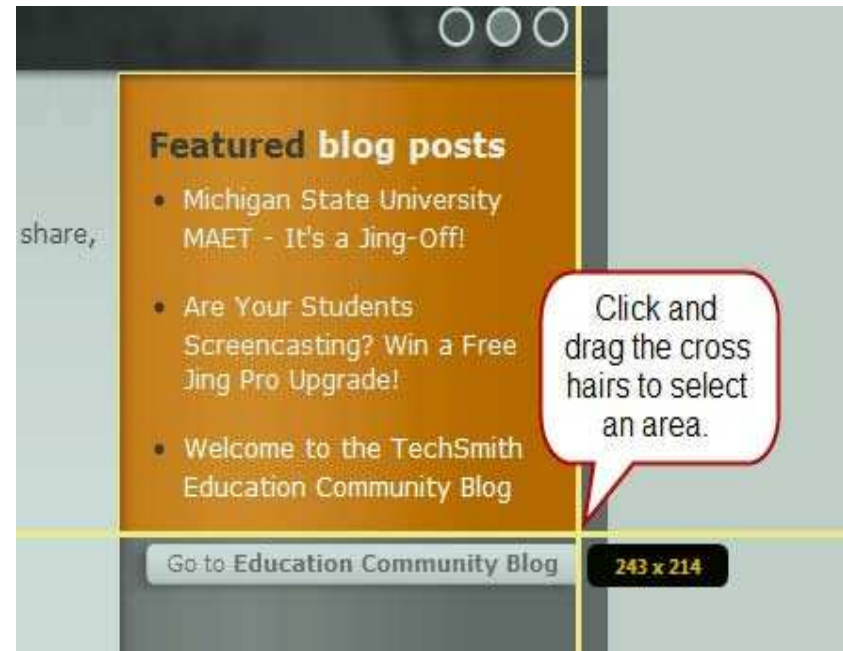 Featured blog posts
• Michigan State University
MAET - It's a Jing-Off!
share,
• Are Your Students
Screencasting? Win a Free
Jing Pro Upgrade!
• Welcome to the TechSmith
Education Community Blog
Click and
drag the cross
hairs to select
an area.
Go to Education Community Blog
243 x 214